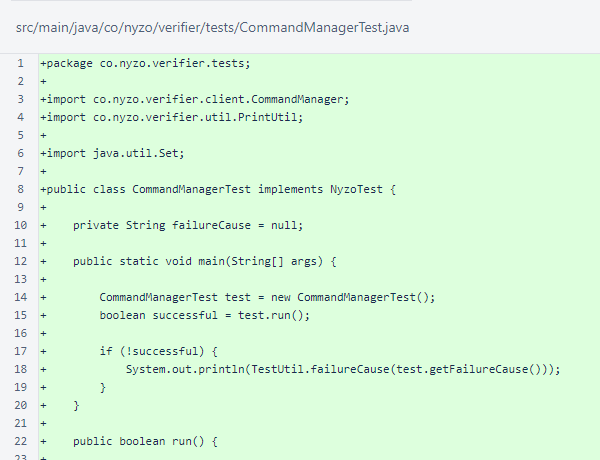 src/main/java/co/nyzo/verifier/tests/CommandManagerTest.java
1 +package co.nyzo.verifier.tests;
2 +
3 +import co.nyzo.verifier.client.CommandManager;
4 +import co.nyzo.verifier.util.PrintUtil;
5 +
6 +import java.util.Set;
7 +
8 +public class CommandManagerTest implements NyzoTest {
9 +
10 +    private String failureCause = null;
11 +
12 +    public static void main(String[] args) {
13 +
14 +        CommandManagerTest test = new CommandManagerTest();
15 +        boolean successful = test.run();
16 +
17 +        if (!successful) {
18 +            System.out.println(TestUtil.failureCause(test.getFailureCause()));
19 +        }
20 +    }
21 +
22 +    public boolean run() {
23 +